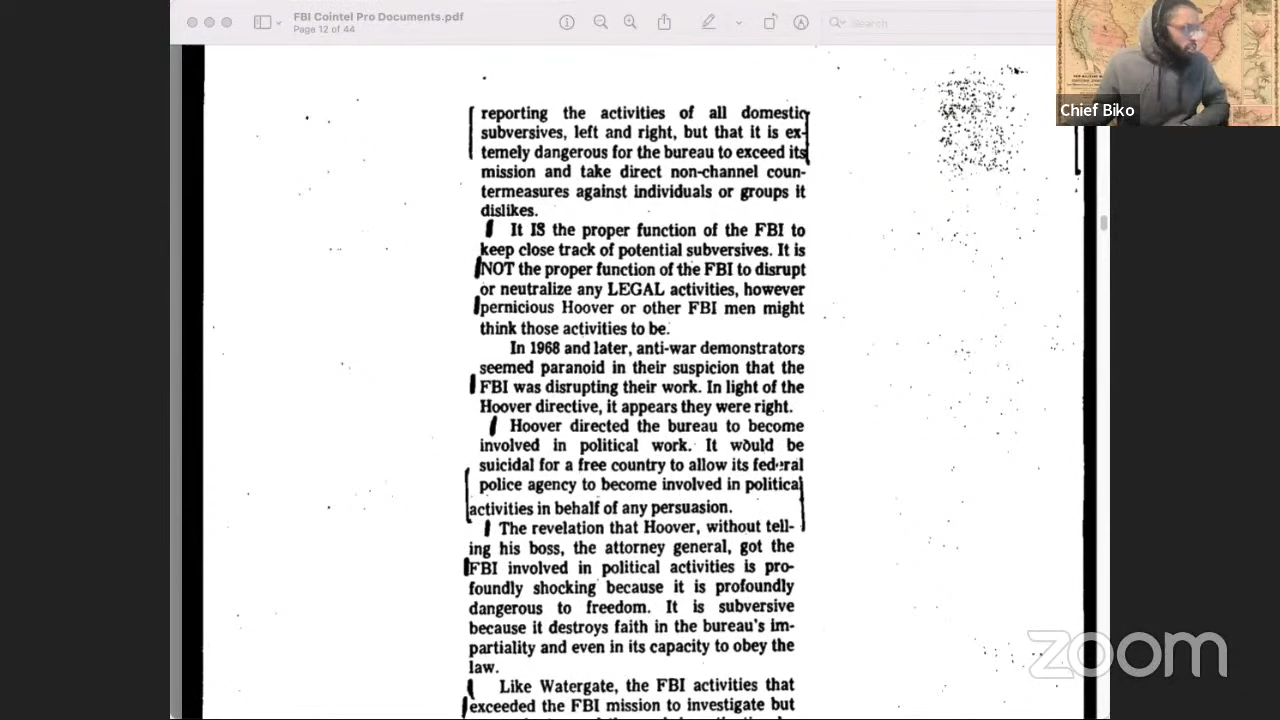 FBI Cointel Pro Documents.pdf
Page 12 of 44
Search
Chief Biko
reporting the activities of all domestic
subversives, left and right, but that it is ex-
temely dangerous for the bureau to exceed its
mission and take direct non-channel coun-
termeasures against individuals or groups it
dislikes.
It IS the proper function of the FBI to
keep close track of potential subversives. It is
NOT the proper function of the FBI to disrupt
or neutralize any LEGAL activities, however
pernicious Hoover or other FBI men might
think those activities to be.
In 1968 and later, anti-war demonstrators
seemed paranoid in their suspicion that the
FBI was disrupting their work. In light of the
Hoover directive, it appears they were right.
Hoover directed the bureau to become
involved in political work. It would be
suicidal for a free country to allow its federal
police agency to become involved in political
activities in behalf of any persuasion.
The revelation that Hoover, without tell-
ing his boss, the attorney general, got the
FBI involved in political activities is pro-
foundly shocking because it is profoundly
dangerous to freedom. It is subversive
because it destroys faith in the bureau's im-
partiality and even in its capacity to obey the
law.
Like Watergate, the FBI activities that
exceeded the FBI mission to investigate but
zoom